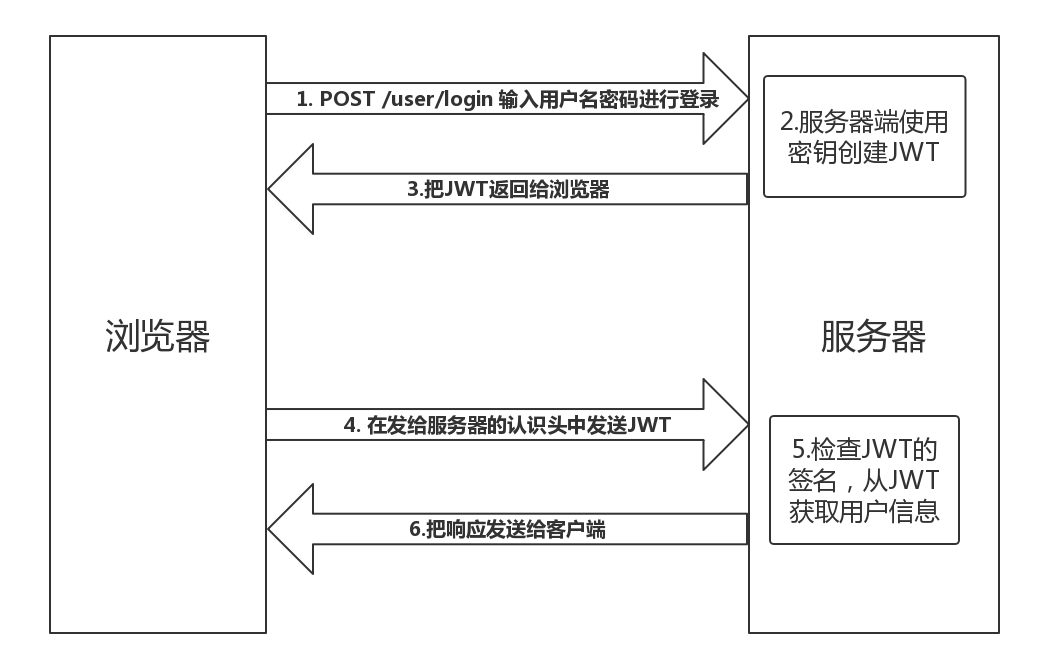 1. POST /user/login 输入用户名密码进行登录
2.服务器端使用
密钥创建JWT
3.把JWT返回给浏览器
浏览器
服务器
4. 在发给服务器的认识头中发送JWT
5.检查JWT的
签名，从JWT
获取用户信息
6.把响应发送给客户端